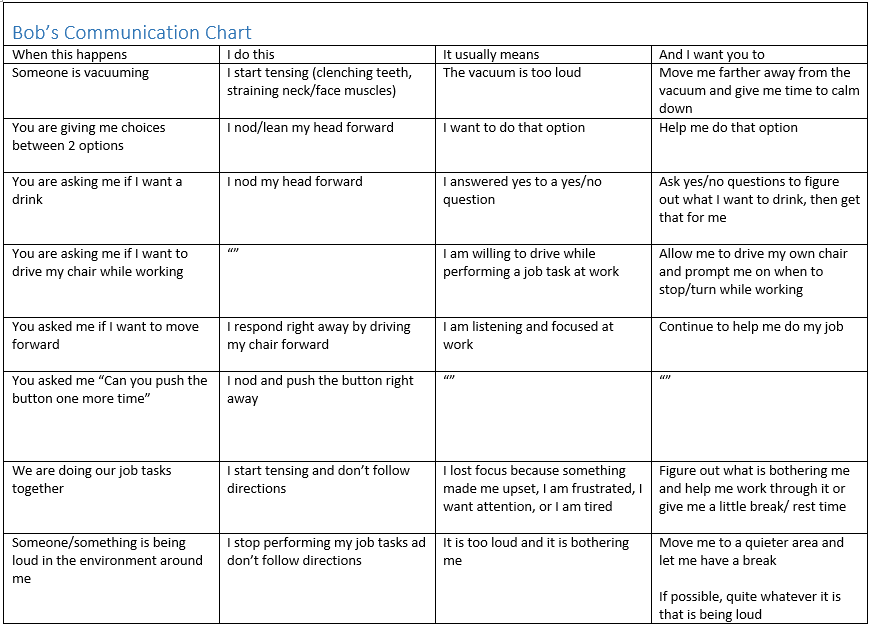 Bob's Communication Chart
When this happens
I do this
It usually means
And I want you to
Someone is vacuuming
I start tensing (clenching teeth,
straining neck/face muscles)
The vacuum is too loud
Move me farther away from the
vacuum and give me time to calm
down
You are giving me choices
between 2 options
I nod/lean my head forward
I want to do that option
Help me do that option
You are asking me if I want a
drink
I nod my head forward
I answered yes to a yes/no
question
Ask yes/no questions to figure
out what I want to drink, then get
that for me
You are asking me if I want to
drive my chair while working
“”
I am willing to drive while
performing a job task at work
Allow me to drive my own chair
and prompt me on when to
stop/turn while working
You asked me if I want to move
forward
I respond right away by driving
my chair forward
I am listening and focused at
work
Continue to help me do my job
You asked me “Can you push the
button one more time”
I nod and push the button right
away
“”
“”
We are doing our job tasks
together
I start tensing and don't follow
directions
I lost focus because something
made me upset, I am frustrated, I
want attention, or I am tired
Figure out what is bothering me
and help me work through it or
give me a little break/ rest time
Someone/something is being
loud in the environment around
me
I stop performing my job tasks ad
don't follow directions
It is too loud and it is bothering
me
Move me to a quieter area and
let me have a break
If possible, quite whatever it is
that is being loud